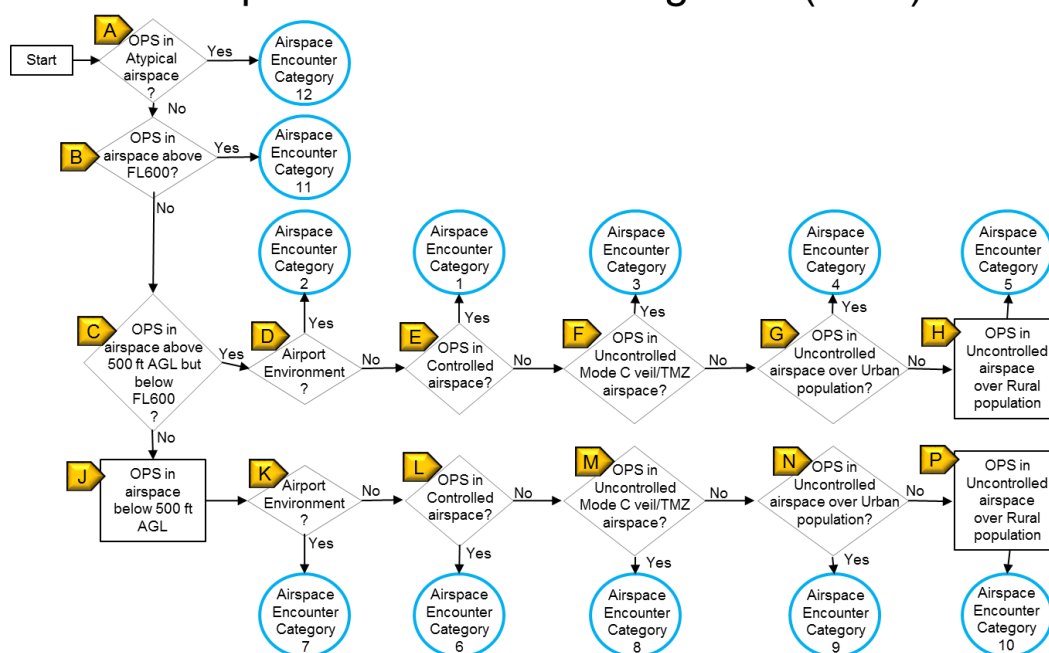 A
OPS in
Atypical
airspace
?
Start
Yes
No
Airspace
Encounter
Category
12
B
OPS in
airspace above
FL600?
Yes
No
Airspace
Encounter
Category
11
C
OPS in
airspace above
500 ft AGL but
below
FL600
?
Yes
No
Airspace
Encounter
Category
2
Yes
D
Airport
Environment
?
No
Airspace
Encounter
Category
1
Yes
E
OPS in
Controlled
airspace?
No
Airspace
Encounter
Category
3
Yes
F
OPS in
Uncontrolled
Mode C veil/TMZ
airspace?
No
Airspace
Encounter
Category
4
Yes
G
OPS in
Uncontrolled
airspace over Urban
population?
No
Airspace
Encounter
Category
5
H
OPS in
Uncontrolled
airspace
over Rural
population
J
OPS in
airspace
below 500 ft
AGL
K
Airport
Environment
?
No
Yes
Airspace
Encounter
Category
7
L
OPS in
Controlled
airspace?
No
Yes
Airspace
Encounter
Category
6
M
OPS in
Uncontrolled
Mode C veil/TMZ
airspace?
No
Yes
Airspace
Encounter
Category
8
N
OPS in
Uncontrolled
airspace over Urban
population?
No
Yes
Airspace
Encounter
Category
9
P
OPS in
Uncontrolled
airspace
over Rural
population
Airspace
Encounter
Category
10